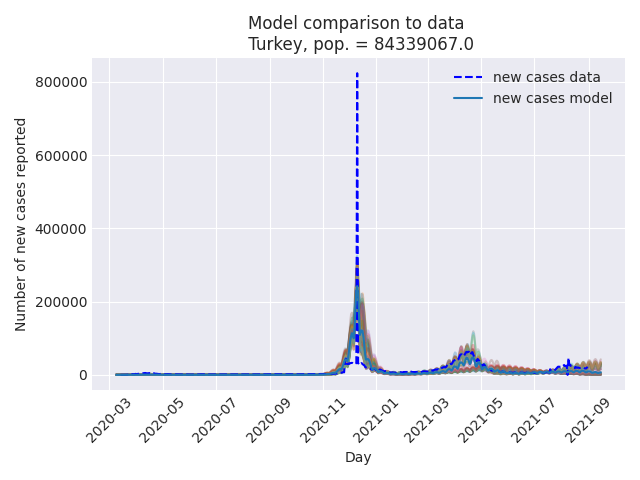 Model comparison to data
Turkey, pop. = 84339067.0
new cases data
new cases model
Number of new cases reported
800000
600000
400000
200000
0
2020-03
2020-05
2020-07
2020-09
2020-11
2021-01
2021-03
2021-05
2021-07
2021-09
Day